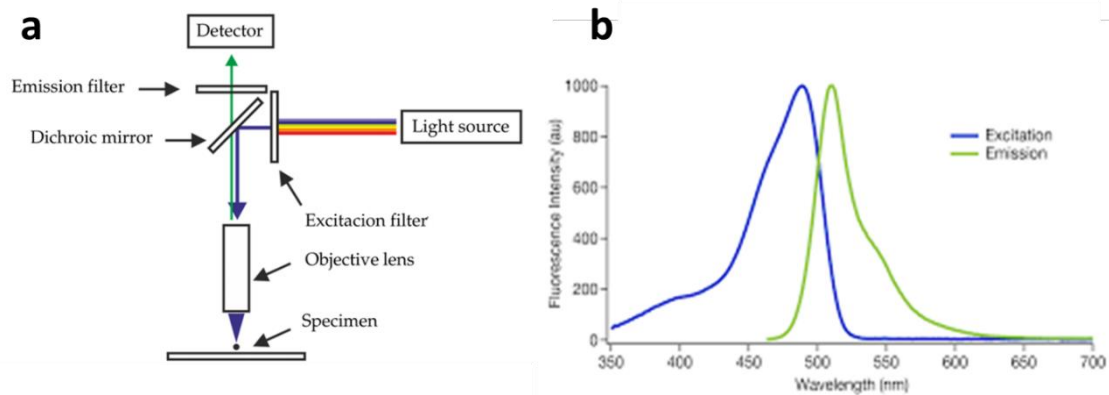 a
Detector
Emission filter
Dichroic mirror
Light source
Excitacion filter
Objective lens
Specimen
b
Fluorescence Intensity (au)
1000
800
600
400
200
0
350 400 450 500 550 600 650 700
Wavelength (nm)
Excitation
Emission